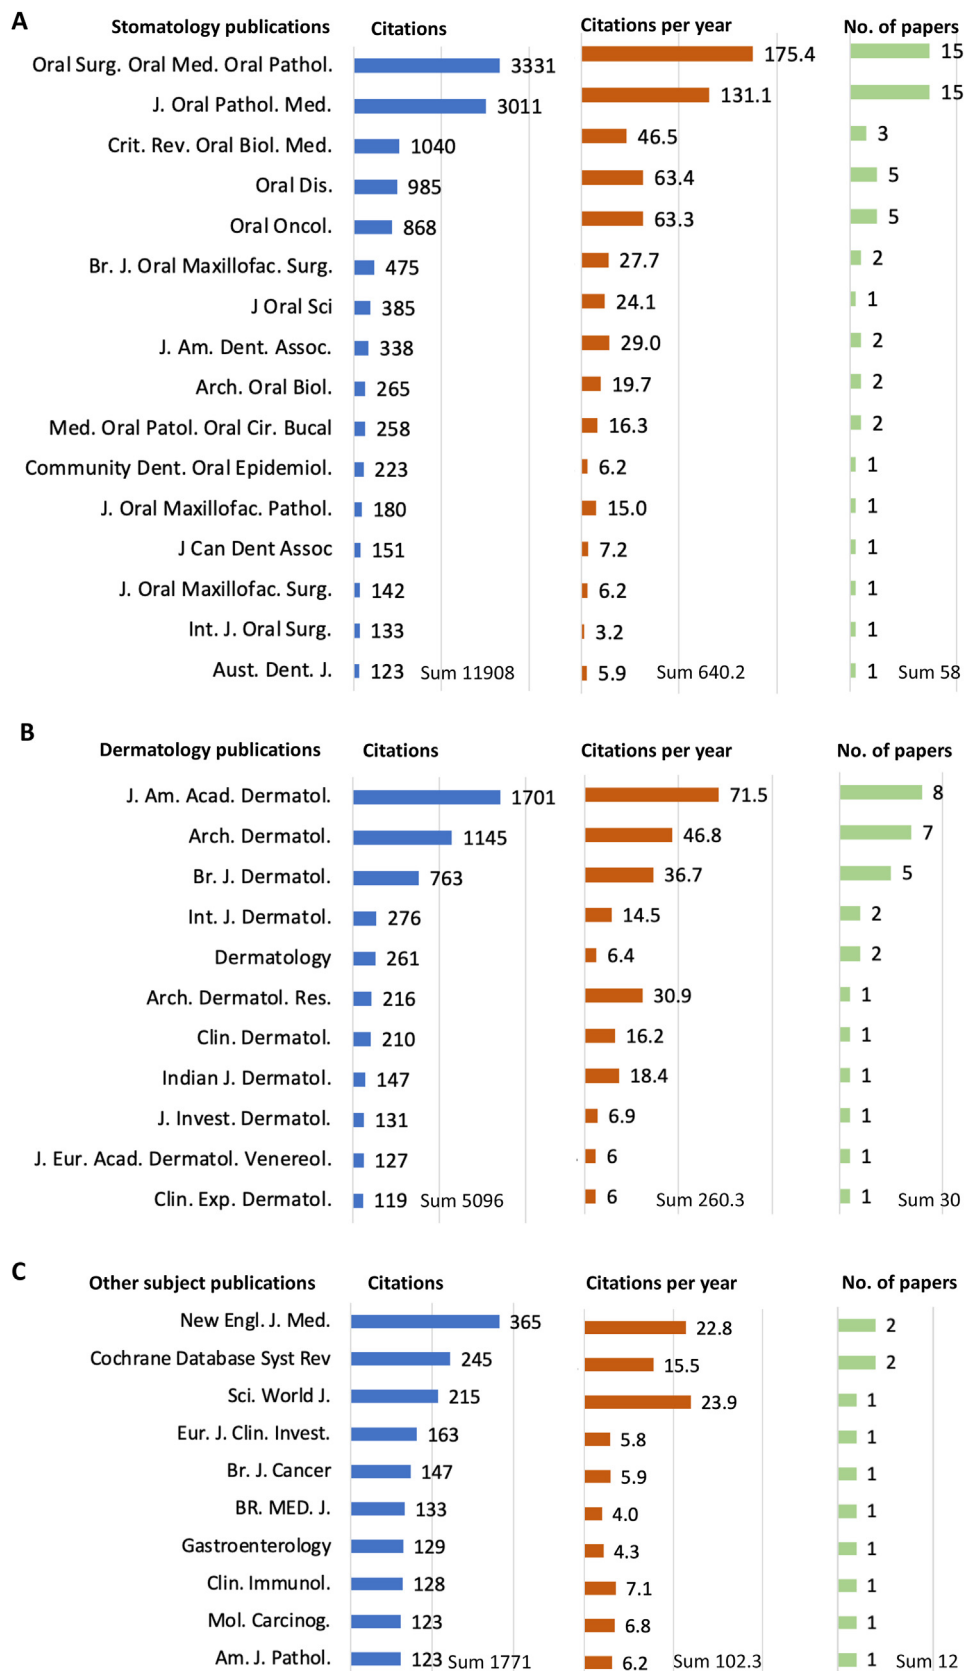 A
Stomatology publications Citations Citations per year No. of papers
Oral Surg. Oral Med. Oral Pathol. 3331 175.4 15
J. Oral Pathol. Med. 3011 131.1 15
Crit. Rev. Oral Biol. Med. 1040 46.5 3
Oral Dis. 985 63.4 5
Oral Oncol. 868 63.3 5
Br. J. Oral Maxillofac. Surg. 475 27.7 2
J Oral Sci 385 24.1 1
J. Am. Dent. Assoc. 338 29.0 2
Arch. Oral Biol. 265 19.7 2
Med. Oral Patol. Oral Cir. Bucal 258 16.3 2
Community Dent. Oral Epidemiol. 223 6.2 1
J. Oral Maxillofac. Pathol. 180 15.0 1
J Can Dent Assoc 151 7.2 1
J. Oral Maxillofac. Surg. 142 6.2 1
Int. J. Oral Surg. 133 3.2 1
Aust. Dent. J. 123 Sum 11908 5.9 Sum 640.2 1 Sum 58
B
Dermatology publications Citations Citations per year No. of papers
J. Am. Acad. Dermatol. 1701 71.5 8
Arch. Dermatol. 1145 46.8 7
Br. J. Dermatol. 763 36.7 5
Int. J. Dermatol. 276 14.5 2
Dermatology 261 6.4 2
Arch. Dermatol. Res. 216 30.9 1
Clin. Dermatol. 210 16.2 1
Indian J. Dermatol. 147 18.4 1
J. Invest. Dermatol. 131 6.9 1
J. Eur. Acad. Dermatol. Venereol. 127 6 1
Clin. Exp. Dermatol. 119 Sum 5096 6 Sum 260.3 1 Sum 30
C
Other subject publications Citations Citations per year No. of papers
New Engl. J. Med. 365 22.8 2
Cochrane Database Syst Rev 245 15.5 2
Sci. World J. 215 23.9 1
Eur. J. Clin. Invest. 163 5.8 1
Br. J. Cancer 147 5.9 1
BR. MED. J. 133 4.0 1
Gastroenterology 129 4.3 1
Clin. Immunol. 128 7.1 1
Mol. Carcinog. 123 6.8 1
Am. J. Pathol. 123 Sum 1771 6.2 Sum 102.3 1 Sum 12